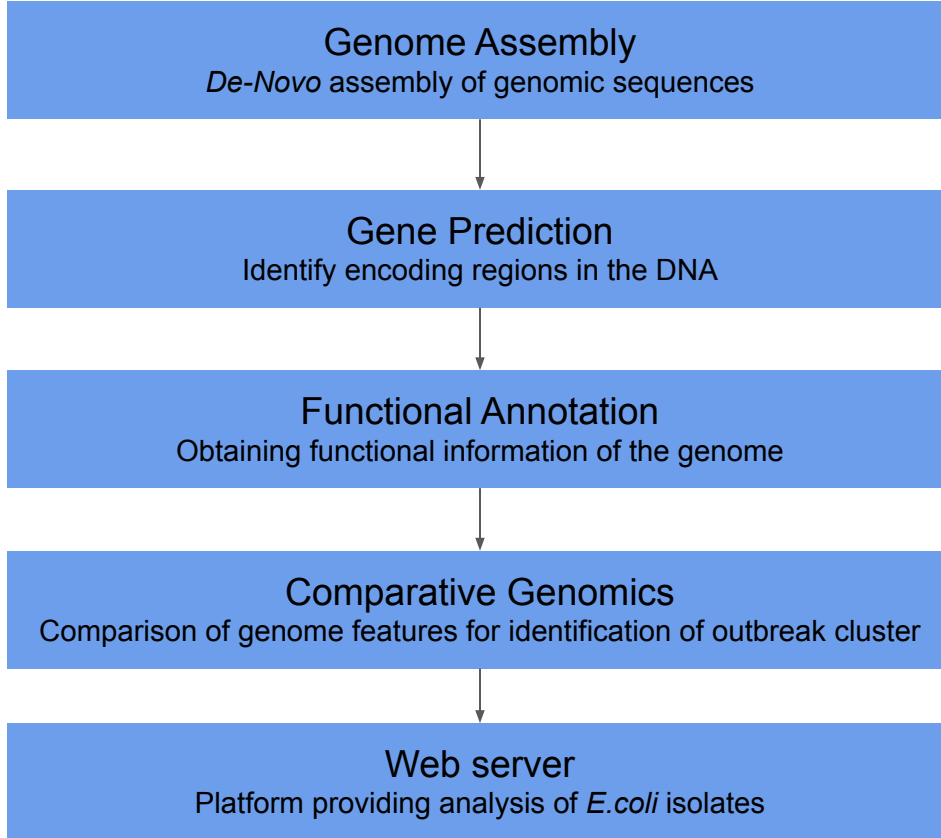 Genome Assembly
De-Novo assembly of genomic sequences
Gene Prediction
Identify encoding regions in the DNA
Functional Annotation
Obtaining functional information of the genome
Comparative Genomics
Comparison of genome features for identification of outbreak cluster
Web server
Platform providing analysis of E.coli isolates